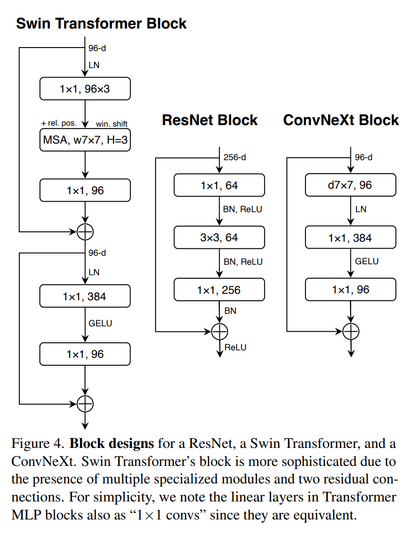 Swin Transformer Block
96-d
LN
1×1, 96×3
+ rel. pos.
win. shift
MSA, w7×7, H=3
1×1, 96
96-d
LN
1×1, 384
GELU
1×1, 96
ResNet Block
256-d
1×1, 64
BN, ReLU
3×3, 64
BN, ReLU
1×1, 256
BN
ReLU
ConvNeXt Block
96-d
d7×7, 96
LN
1×1, 384
GELU
1×1, 96
Figure 4. Block designs for a ResNet, a Swin Transformer, and a
ConvNeXt. Swin Transformer's block is more sophisticated due to
the presence of multiple specialized modules and two residual con-
nections. For simplicity, we note the linear layers in Transformer
MLP blocks also as “1×1 convs” since they are equivalent.